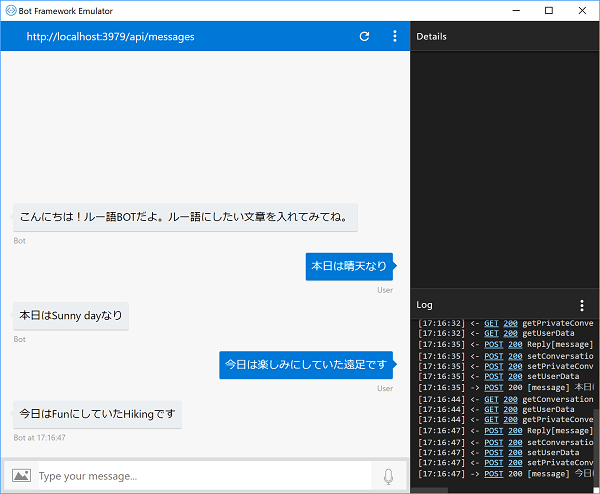 Bot Framework Emulator
http://localhost:3979/api/messages
Details
こんにちは！ルー語BOTだよ。ルー語にしたい文章を入れてみてね。
Bot
本日は晴天なり
User
本日はSunny dayなり
Bot
今日は楽しみにしていた遠足です
User
今日はFunにしていたHikingです
Bot at 17:16:47
Type your message...
Log
[17:16:32] <- GET 200 getPrivateConve
[17:16:32] <- GET 200 getUserData
[17:16:35] <- POST 200 Reply[message]
[17:16:35] <- POST 200 setConversatio
[17:16:35] <- POST 200 setPrivateConv
[17:16:35] <- POST 200 setUserData
[17:16:35] -> POST 200 [message] 本日
[17:16:44] <- GET 200 getConversation
[17:16:44] <- GET 200 getUserData
[17:16:44] <- GET 200 getPrivateConve
[17:16:47] <- POST 200 Reply[message]
[17:16:47] <- POST 200 setConversatio
[17:16:47] <- POST 200 setUserData
[17:16:47] <- POST 200 setPrivateConv
[17:16:47] -> POST 200 [message] 今日